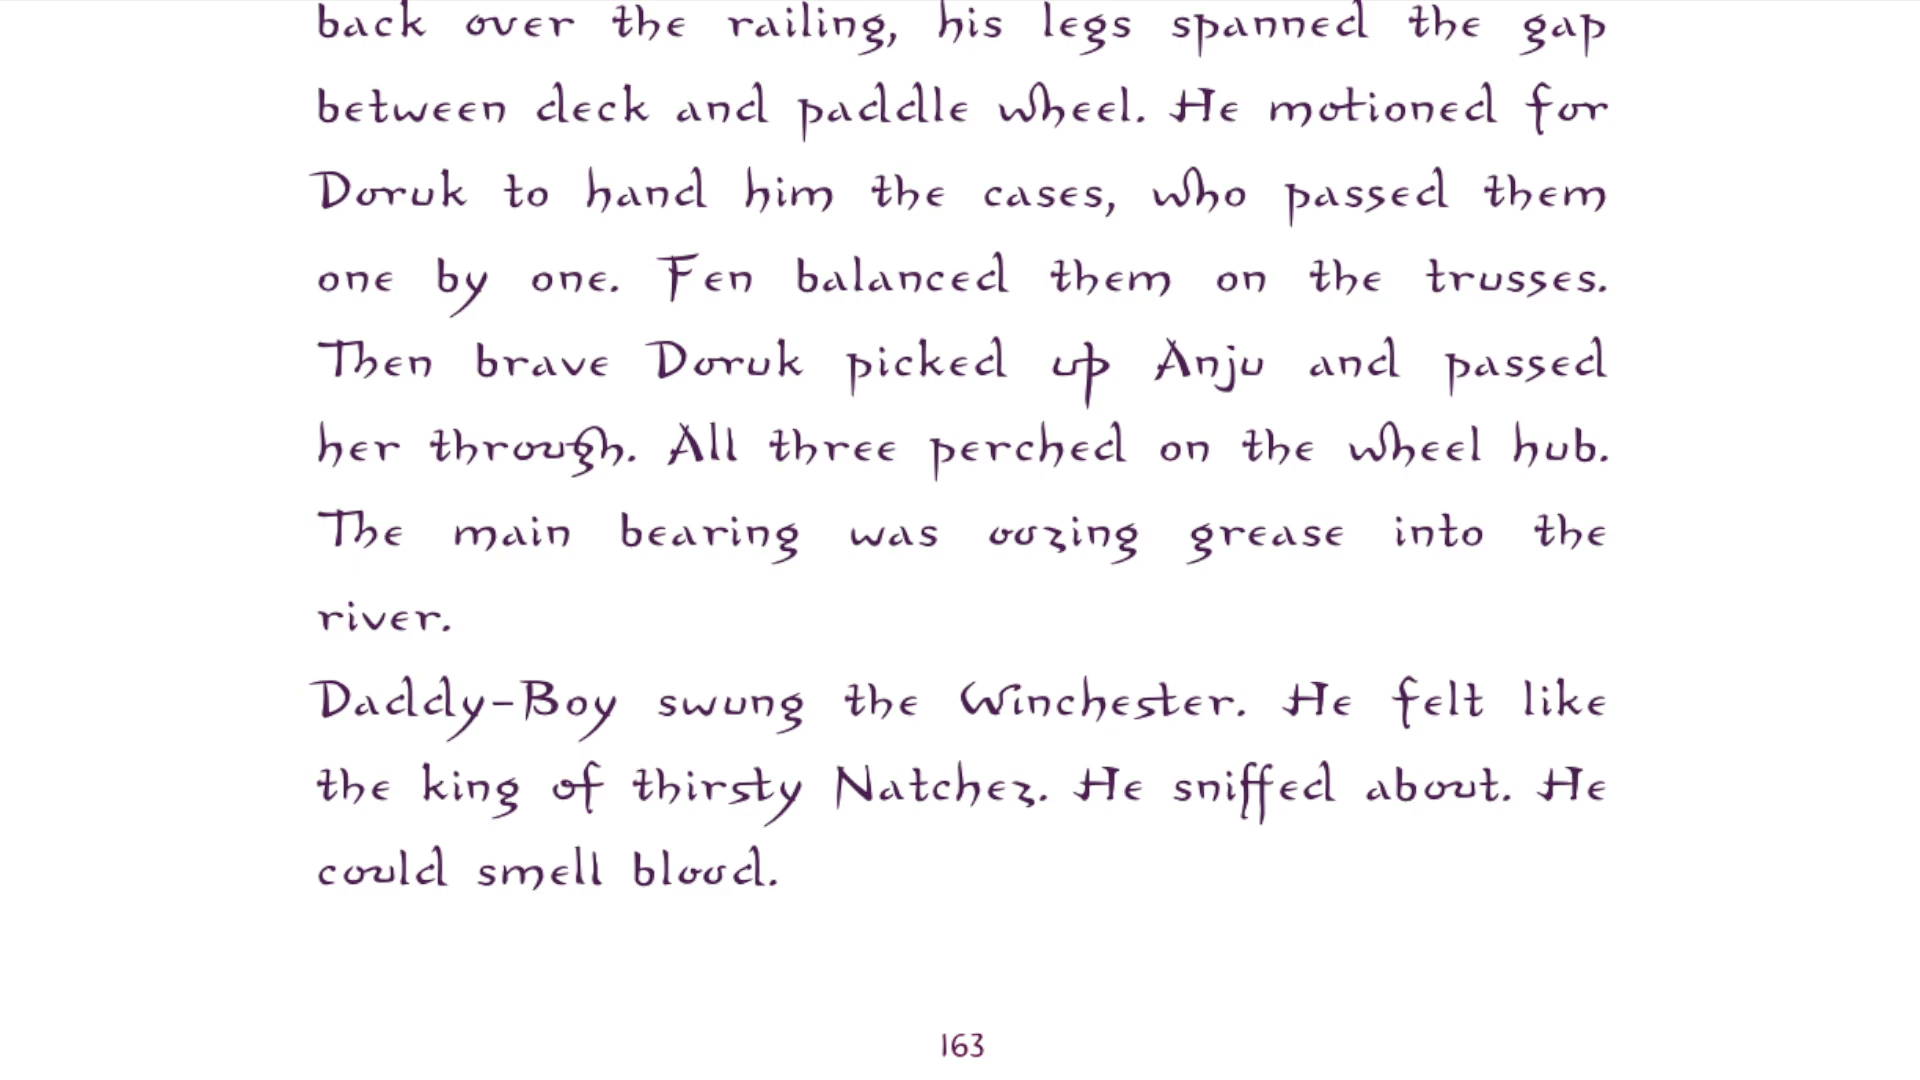 back over the railing, his legs spanned the gap
between deck and paddle wheel. He motioned for
Doruk to hand him the cases, who passed them
one by one. Fen balanced them on the trusses.
Then brave Doruk picked up Anju and passed
her through. All three perched on the wheel hub.
The main bearing was oozing grease into the
river.
Daddy-Boy swung the Winchester. He felt like
the king of thirsty Natchez. He sniffed about. He
could smell blood.
163